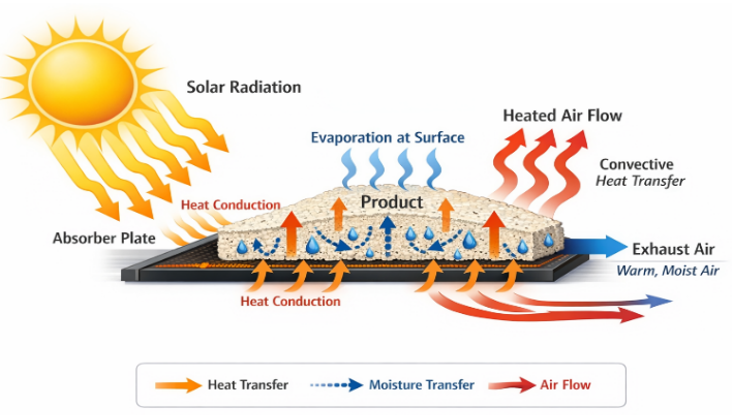 Solar Radiation
Heated Air Flow
Evaporation at Surface
Convective
Heat Transfer
Heat Conduction
Product
Absorber Plate
Exhaust Air
Warm, Moist Air
Heat Conduction
Heat Transfer
Moisture Transfer
Air Flow